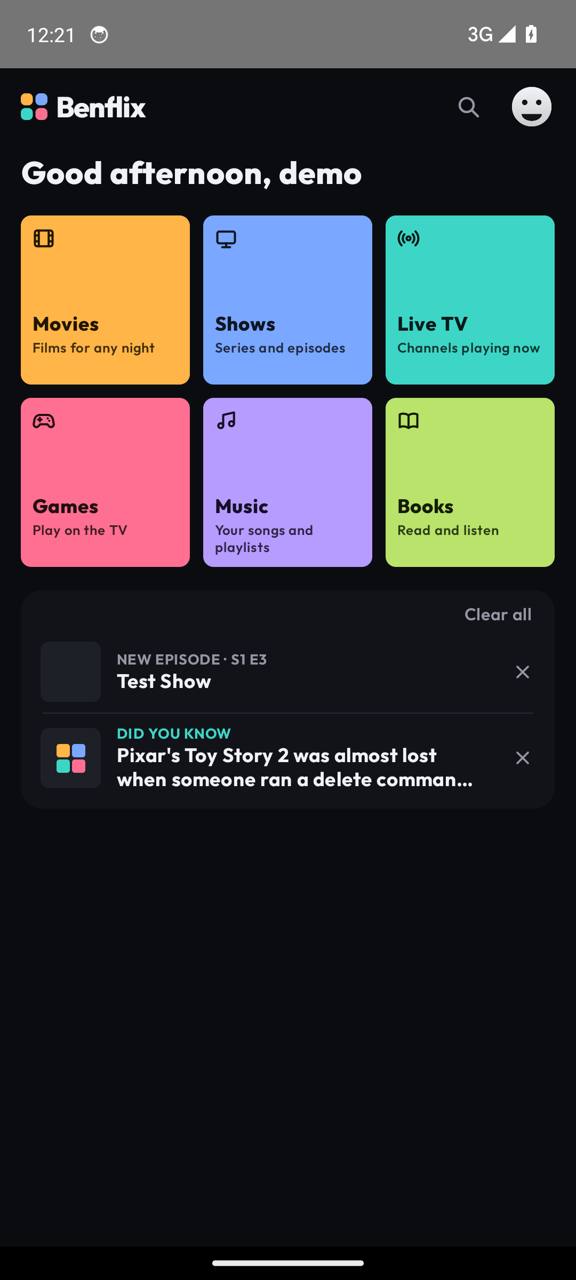 12:21
3G
Benflix
Good afternoon, demo
Movies
Films for any night
Shows
Series and episodes
Live TV
Channels playing now
Games
Play on the TV
Music
Your songs and
playlists
Books
Read and listen
Clear all
NEW EPISODE · S1 E3
Test Show
DID YOU KNOW
Pixar's Toy Story 2 was almost lost
when someone ran a delete comman...